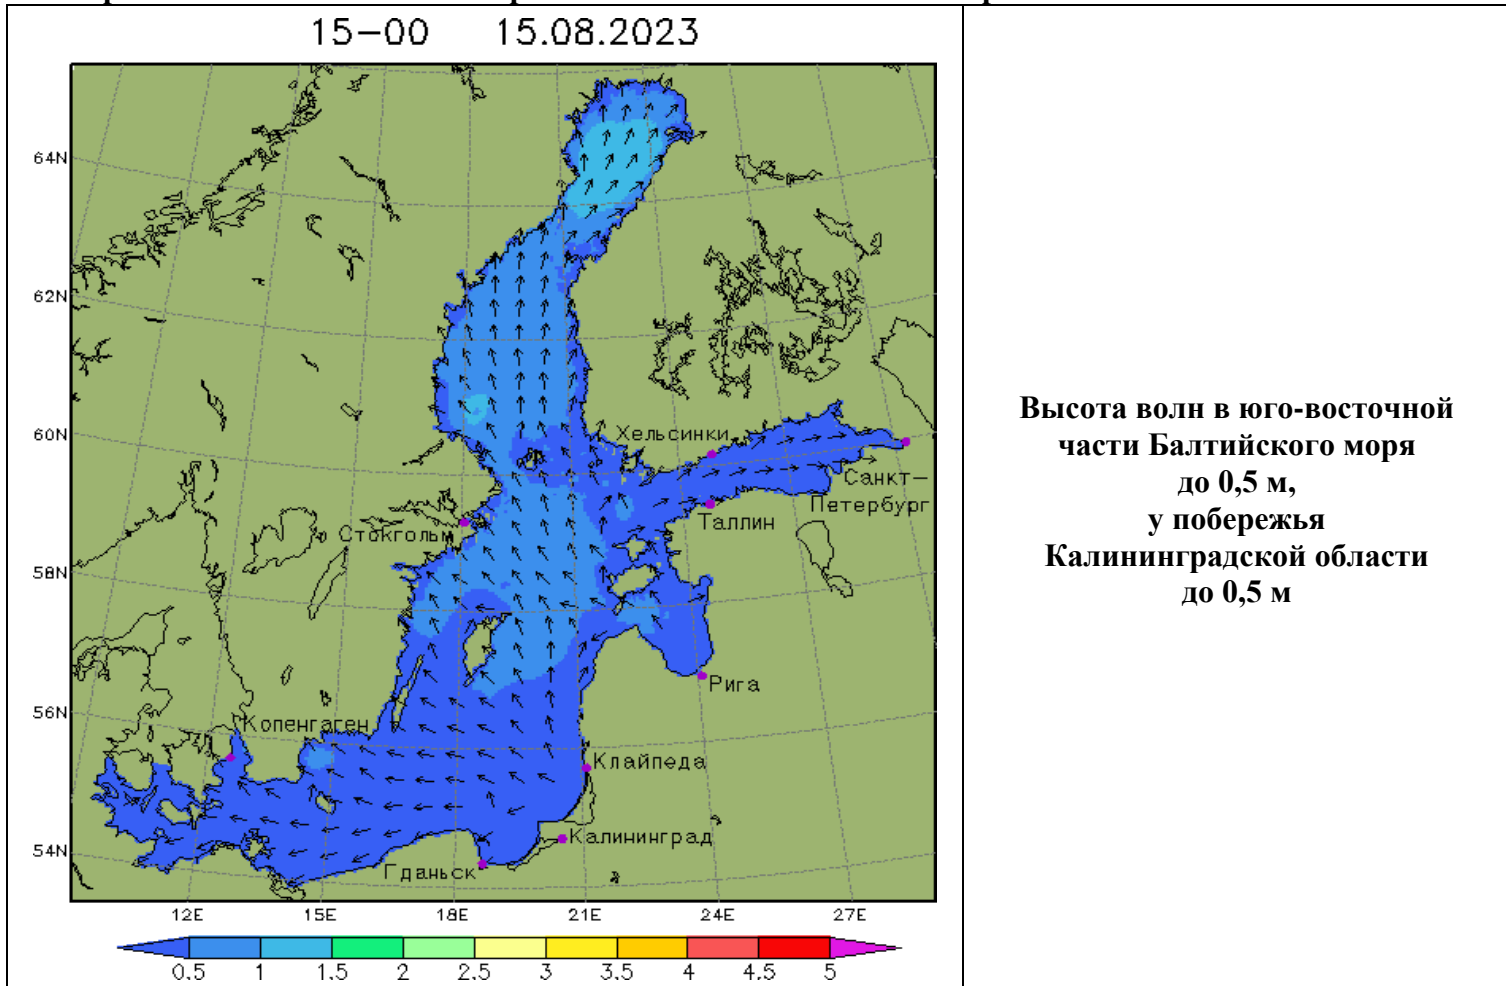 15-00 15.08.2023
64N
62N
60N
58N
56N
54N
Хельсинки
Санкт-
Петербург
Таллин
Стокгольм
Рига
Копенгаген
Клайпеда
Калининград
Гданьск
12E 15E 18E 21E 24E 27E
0.5 1 1.5 2 2.5 3 3.5 4 4.5 5
Высота волн в юго-восточной
части Балтийского моря
до 0,5 м,
у побережья
Калининградской области
до 0,5 м